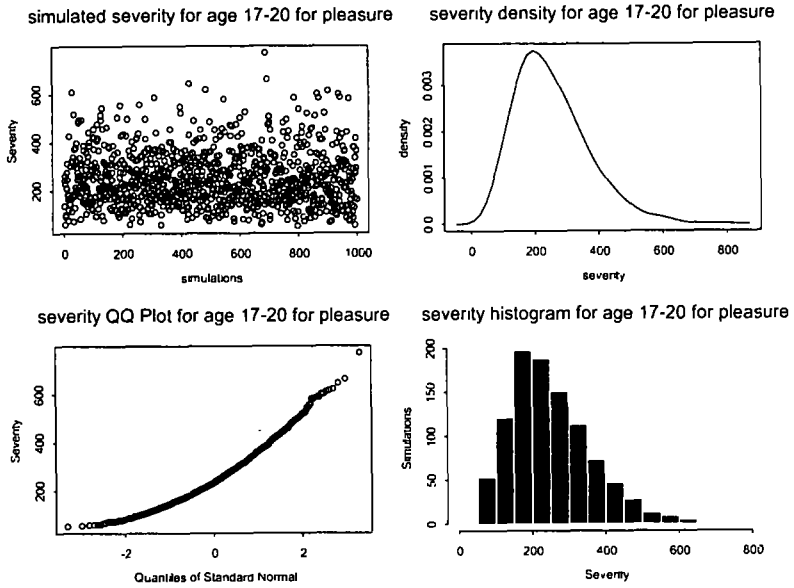 simulated severity for age 17-20 for pleasure
Severity
600
400
200
0
200
400
600
800
1000
simulations
severity density for age 17-20 for pleasure
density
0.003
0.002
0.001
0.0
0
200
400
600
800
severity
severity QQ Plot for age 17-20 for pleasure
Severity
600
400
200
-2
0
2
Quantiles of Standard Normal
severity histogram for age 17-20 for pleasure
Simulations
200
150
100
50
0
0
200
400
600
800
Severity